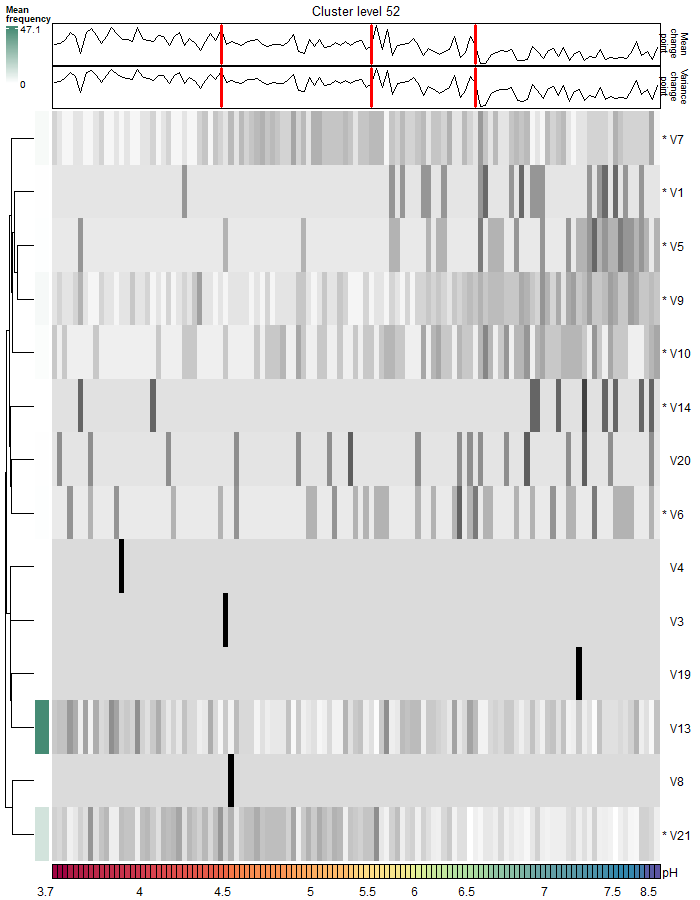 Mean
frequency
47.1
0
Cluster level 52
Mean
change
point
Variance
change
point
* V7
* V1
* V5
* V9
* V10
* V14
V20
* V6
V4
V3
V19
V13
V8
* V21
pH
3.7 4 4.5 5 5.5 6 6.5 7 7.5 8.5